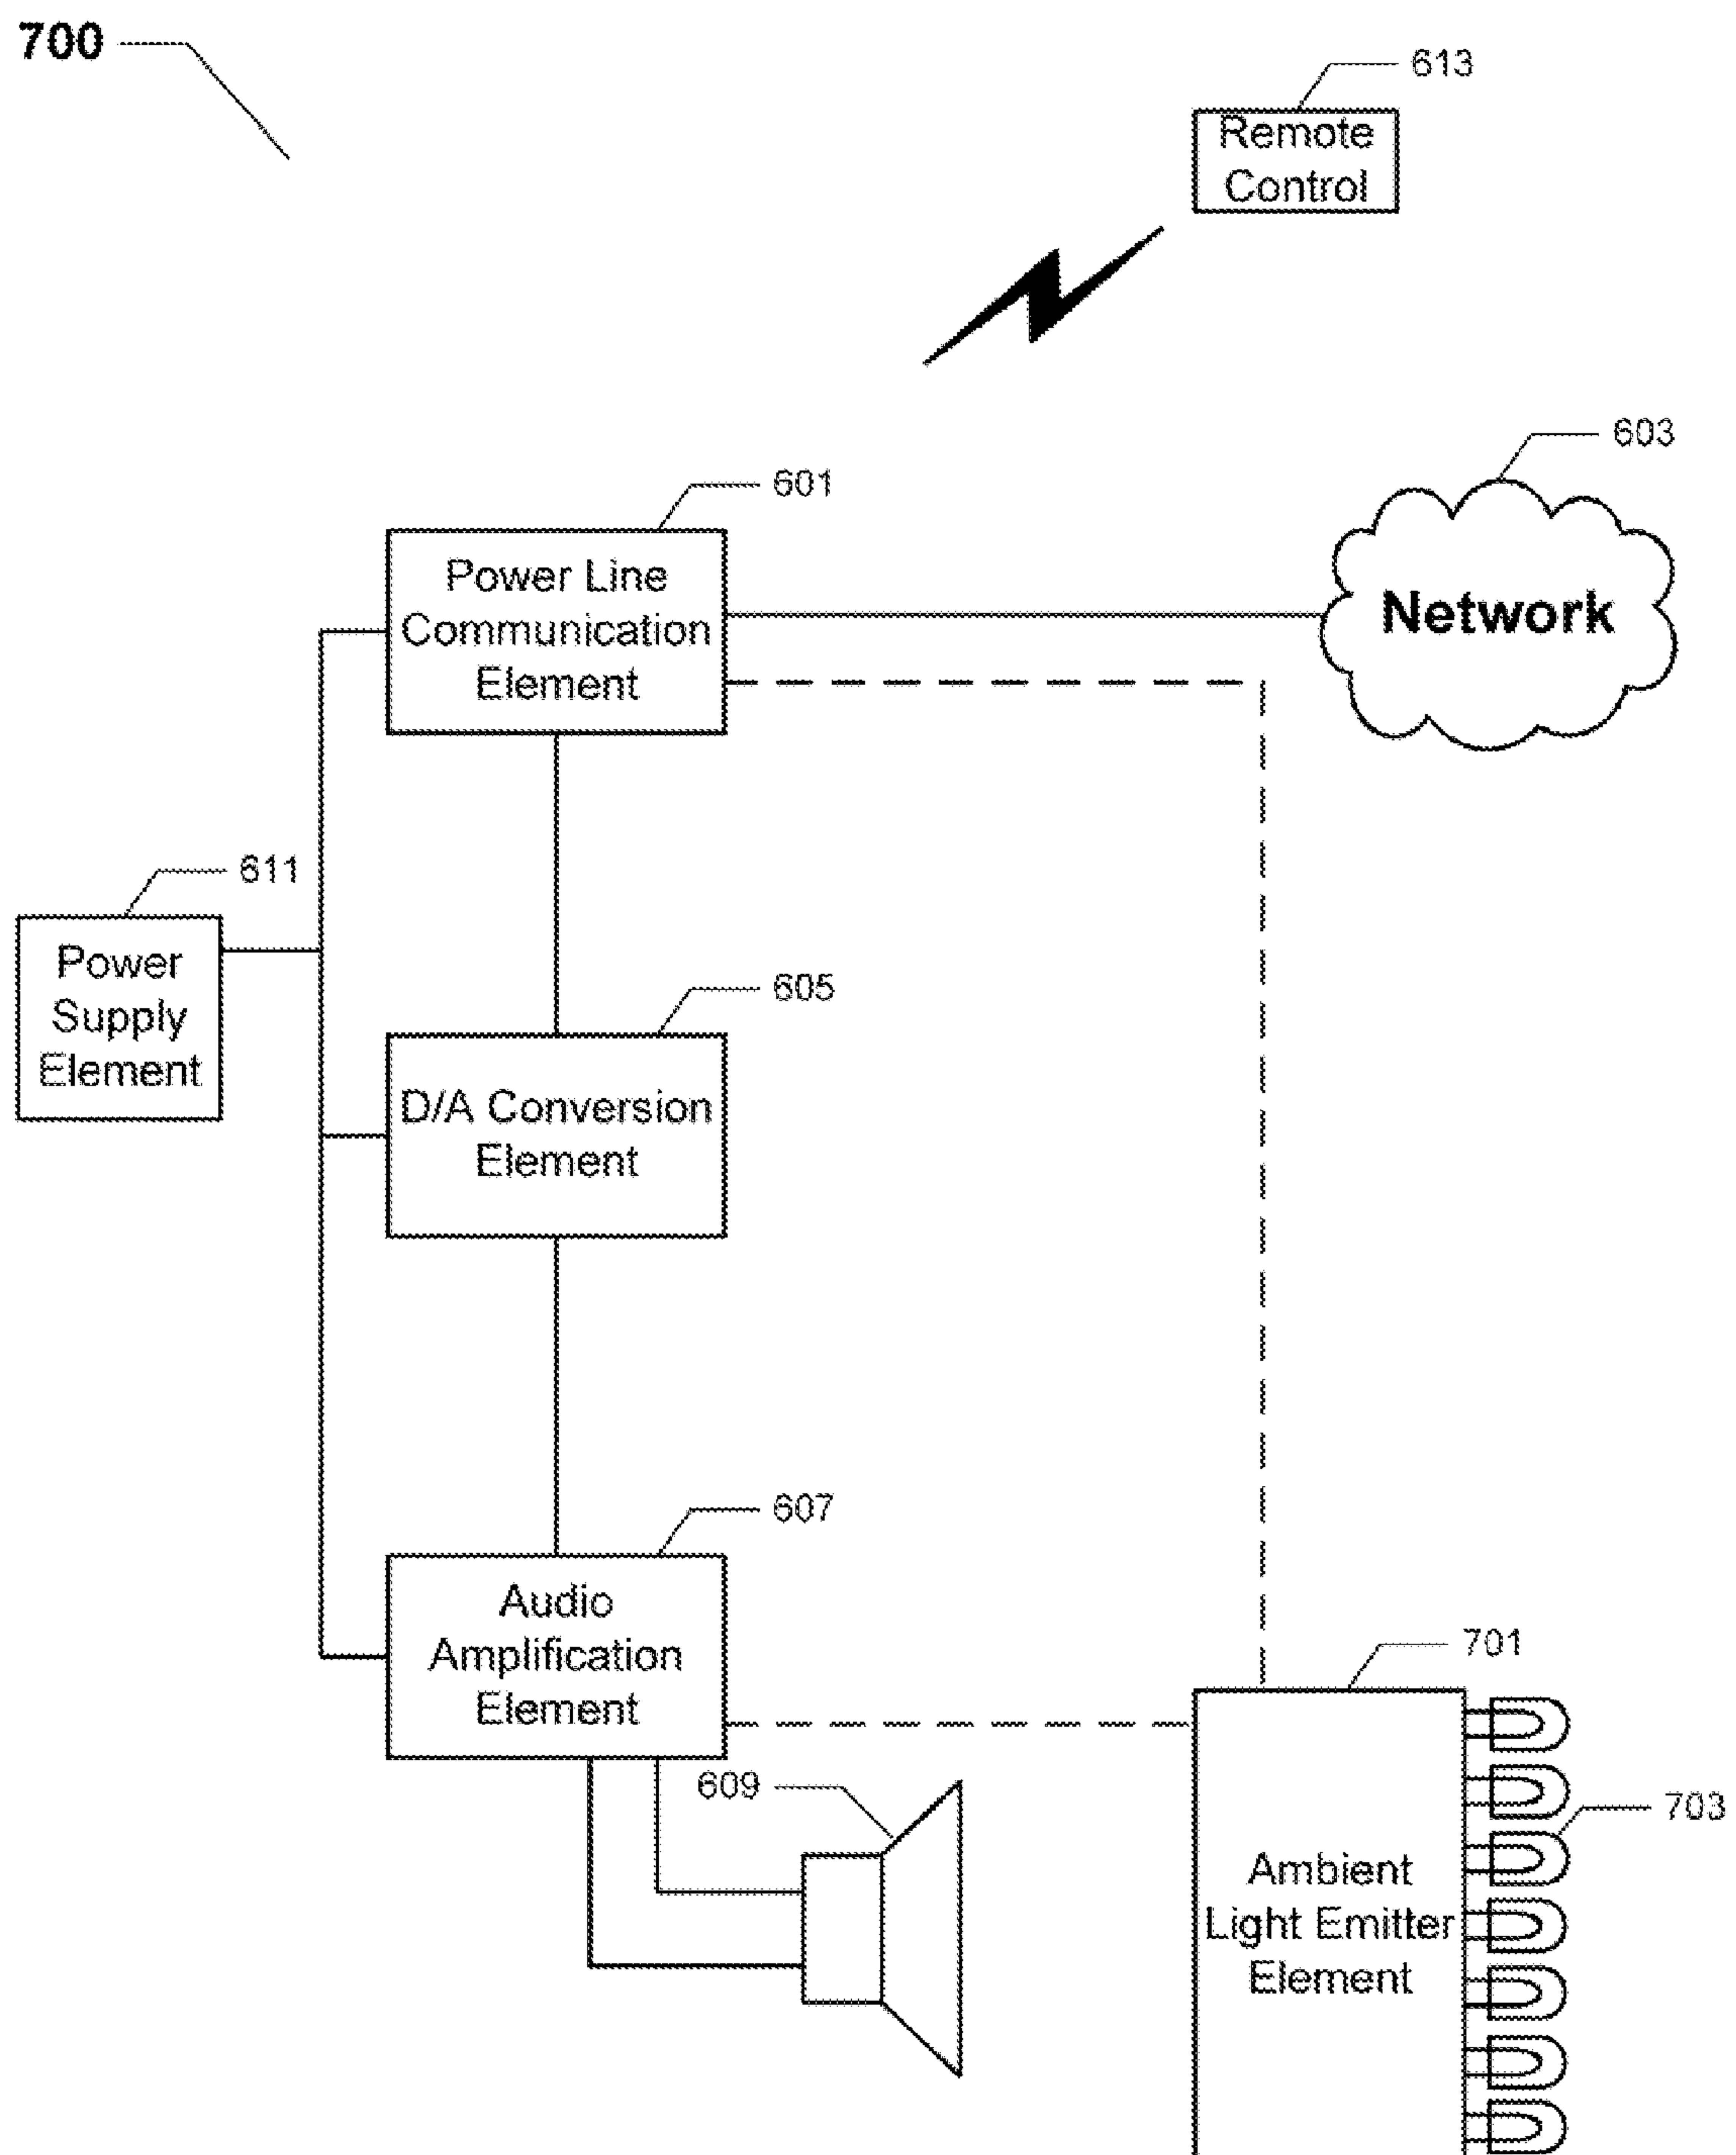 700
613
Remote
Control
603
601
Power Line
Communication
Element
Network
611
Power
Supply
Element
605
D/A Conversion
Element
607
Audio
Amplification
Element
701
609
703
Ambient
Light Emitter
Element